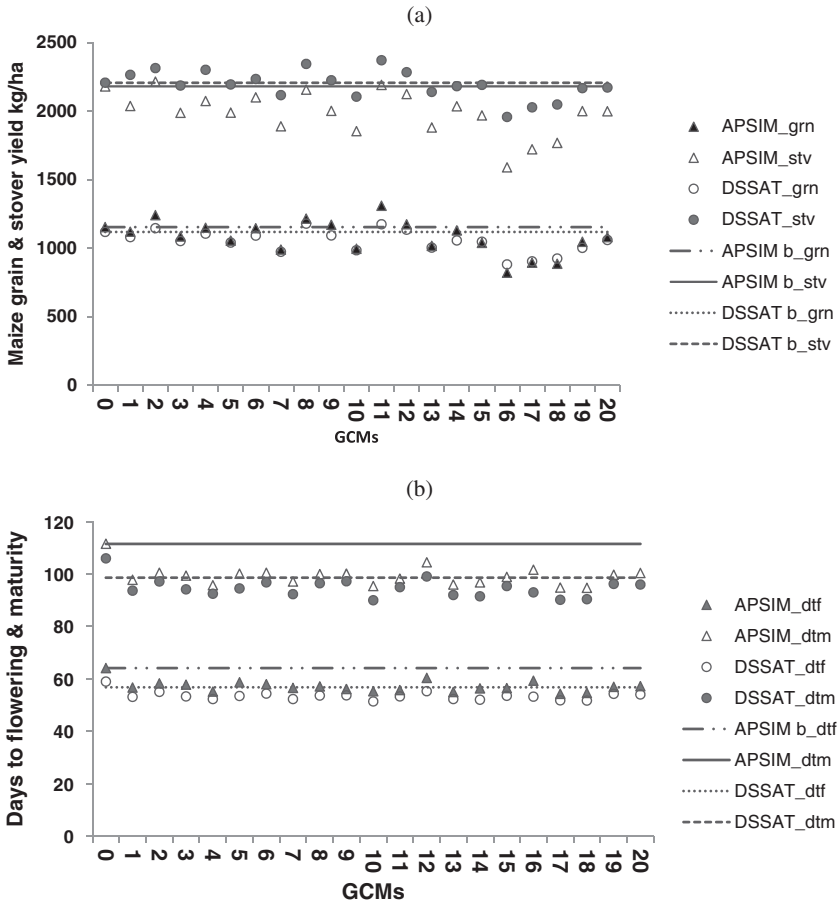 (a)
Maize grain & stover yield kg/ha
2500
2000
1500
1000
500
0
0 1 2 3 4 5 6 7 8 9 10 11 12 13 14 15 16 17 18 19 20
GCMs
APSIM_grn
APSIM_stv
DSSAT_grn
DSSAT_stv
APSIM b_grn
APSIM b_stv
DSSAT b_grn
DSSAT b_stv
(b)
Days to flowering & maturity
120
100
80
60
40
20
0
0 1 2 3 4 5 6 7 8 9 10 11 12 13 14 15 16 17 18 19 20
GCMs
APSIM_dtf
APSIM_dtm
DSSAT_dtf
DSSAT_dtm
APSIM b_dtf
APSIM_dtm
DSSAT_dtf
DSSAT_dtm